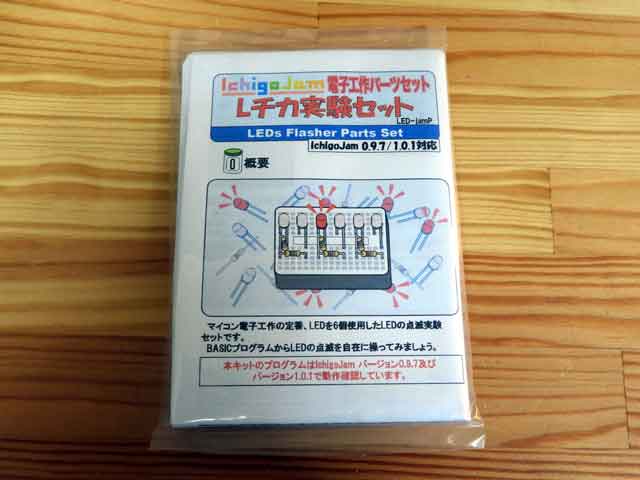 IchigoJam 電子工作パーツセット
Lチカ実験セット
LED-jamP
LEDs Flasher Parts Set
IchigoJam 0.9.7/1.0.1対応
0 概要
マイコン電子工作の定番、LEDを6個使用したLEDの点滅実験
セットです。
BASICプログラムからLEDの点滅を自在に操ってみましょう。
本キットのプログラムはIchigoJam バージョン0.9.7及び
バージョン1.0.1で動作確認しています。